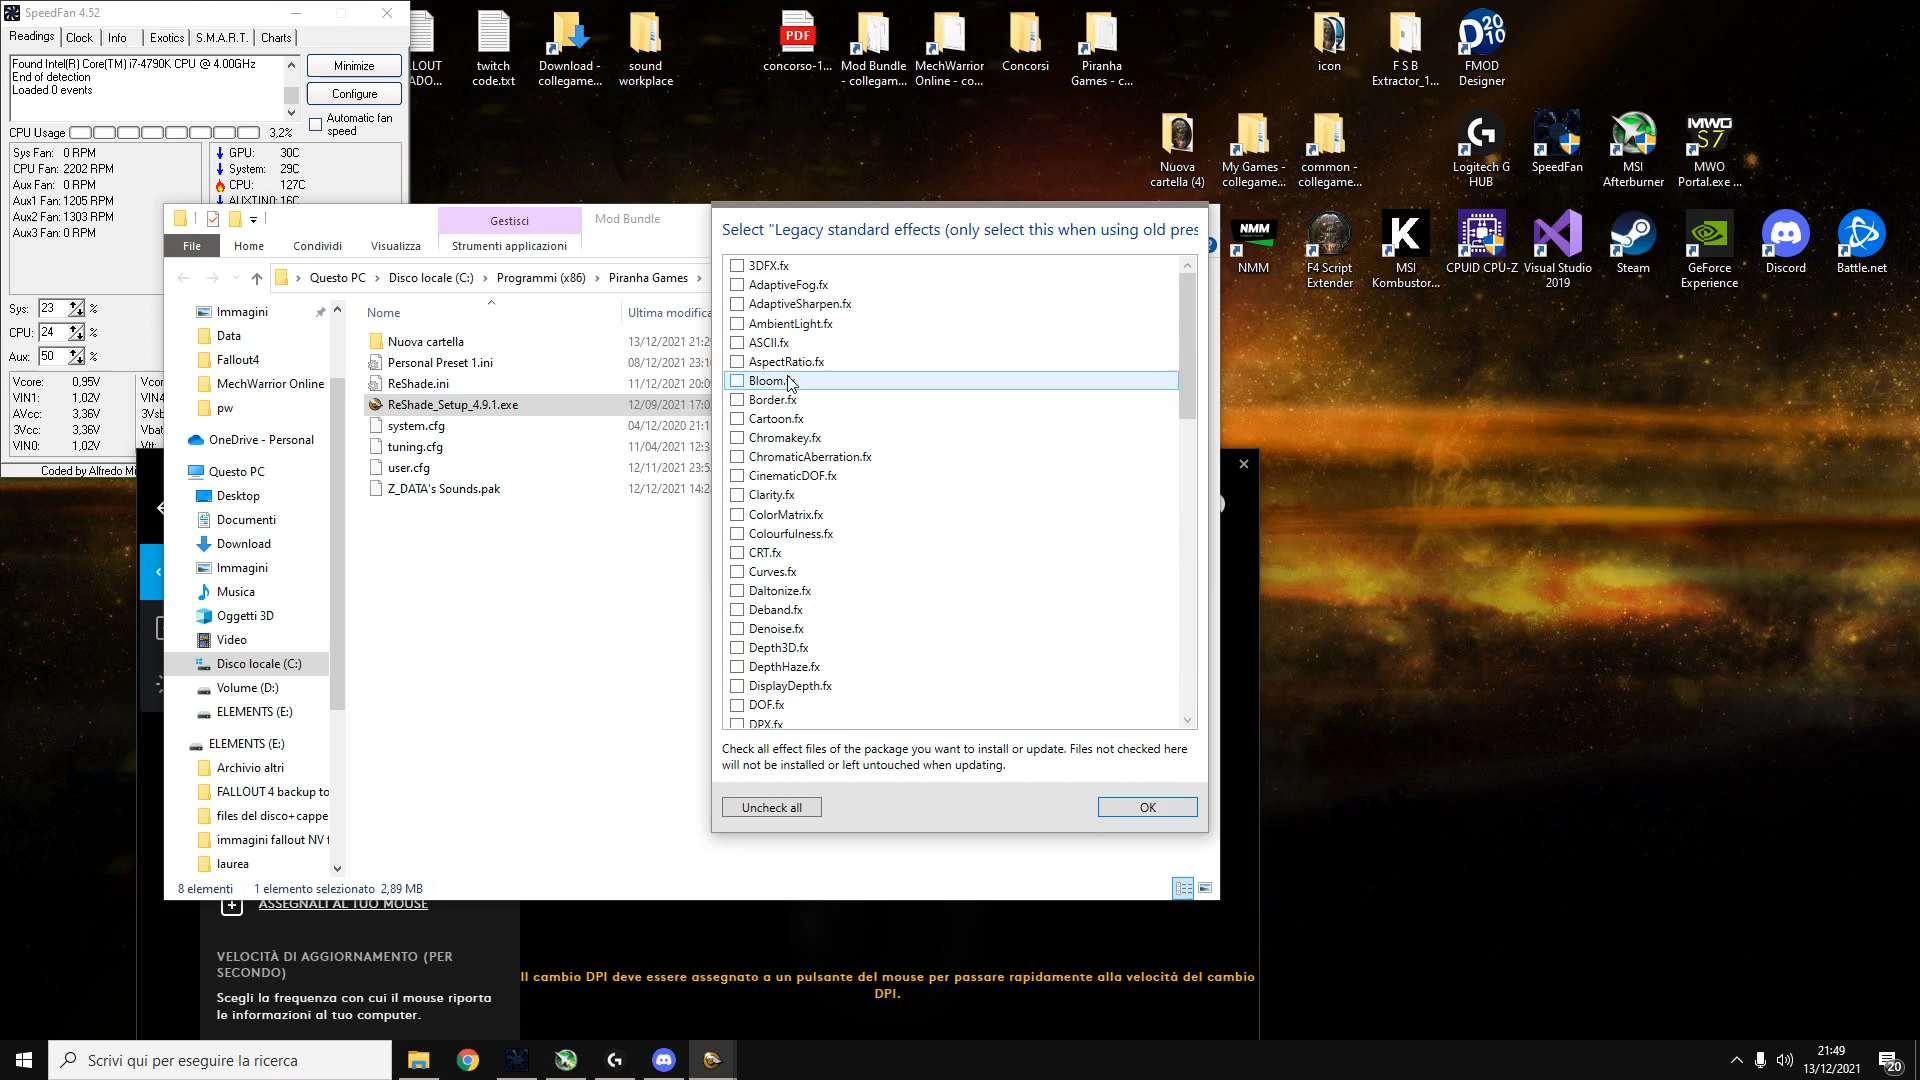 SpeedFan 4.52
Readings Clock Info Exotics S.M.A.R.T. Charts
Found Intel(R) Core(TM) i7-4790K CPU @ 4.00GHz
End of detection
Loaded 0 events
Minimize
Configure
Automatic fan
speed
CPU Usage 3,2%
Sys Fan: 0 RPM
CPU Fan: 2202 RPM
Aux Fan: 0 RPM
Aux1 Fan: 1205 RPM
Aux2 Fan: 1303 RPM
Aux3 Fan: 0 RPM
GPU: 30C
System: 29C
CPU: 127C
AUXTIN0: 16C
Sys: 23 %
CPU: 24 %
Aux: 50 %
Vcore: 0,95V
VIN1: 1,02V
AVcc: 3,36V
3Vcc: 3,36V
VIN0: 1,02V
Vcor
VIN4
3Vsb
Vbat
Vtt:
Coded by Alfredo Mi
LLOUT
ADO...
twitch
code.txt
Download -
collegame...
sound
workplace
PDF
concorso-1...
Mod Bundle
- collegam...
MechWarrior
Online - co...
Concorsi
Piranha
Games - c...
icon
F S B
Extractor_1...
D 20 10
FMOD
Designer
Nuova
cartella (4)
My Games -
collegame...
common -
collegame...
Logitech G
HUB
SpeedFan
MSI
Afterburner
MWO
S7
MWO
Portal.exe ...
NMM
NMM
F4 Script
Extender
K
MSI
Kombustor...
CPUID CPU-Z
Visual Studio
2019
Steam
GeForce
Experience
Discord
Battle.net
Gestisci
Mod Bundle
File Home Condividi Visualizza Strumenti applicazioni
Questo PC Disco locale (C:) Programmi (x86) Piranha Games
Immagini
Data
Fallout4
MechWarrior Online
pw
OneDrive - Personal
Questo PC
Desktop
Documenti
Download
Immagini
Musica
Oggetti 3D
Video
Disco locale (C:)
Volume (D:)
ELEMENTS (E:)
ELEMENTS (E:)
Archivio altri
FALLOUT 4 backup to
files del disco+cappe
immagini fallout NV f
laurea
Nome Ultima modifica
Nuova cartella 13/12/2021 21:2
Personal Preset 1.ini 08/12/2021 23:1
ReShade.ini 11/12/2021 20:0
ReShade_Setup_4.9.1.exe 12/09/2021 17:0
system.cfg 04/12/2020 21:1
tuning.cfg 11/04/2021 12:3
user.cfg 12/11/2021 23:5
Z_DATA's Sounds.pak 12/12/2021 14:2
8 elementi 1 elemento selezionato 2,89 MB
Select "Legacy standard effects (only select this when using old pres
3DFX.fx
AdaptiveFog.fx
AdaptiveSharpen.fx
AmbientLight.fx
ASCII.fx
AspectRatio.fx
Bloom.
Border.fx
Cartoon.fx
Chromakey.fx
ChromaticAberration.fx
CinematicDOF.fx
Clarity.fx
ColorMatrix.fx
Colourfulness.fx
CRT.fx
Curves.fx
Daltonize.fx
Deband.fx
Denoise.fx
Depth3D.fx
DepthHaze.fx
DisplayDepth.fx
DOF.fx
DPX.fx
Check all effect files of the package you want to install or update. Files not checked here
will not be installed or left untouched when updating.
Uncheck all OK
ASSEGNALI AL TUO MOUSE
VELOCITÀ DI AGGIORNAMENTO (PER
SECONDO)
Scegli la frequenza con cui il mouse riporta
le informazioni al tuo computer.
Il cambio DPI deve essere assegnato a un pulsante del mouse per passare rapidamente alla velocità del cambio
DPI.
Scrivi qui per eseguire la ricerca
21:49
13/12/2021
20